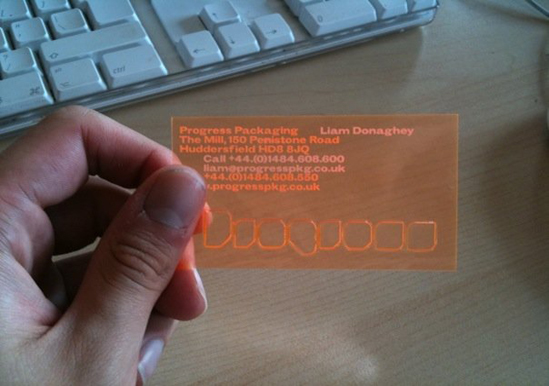 Progress Packaging Liam Donaghey
The Mill, 150 Penistone Road
Huddersfield HD8 8JQ
Call +44.(0)1484.608.600
liam@progresspkg.co.uk
+44.(0)1484.608.550
.progresspkg.co.uk
ctrl